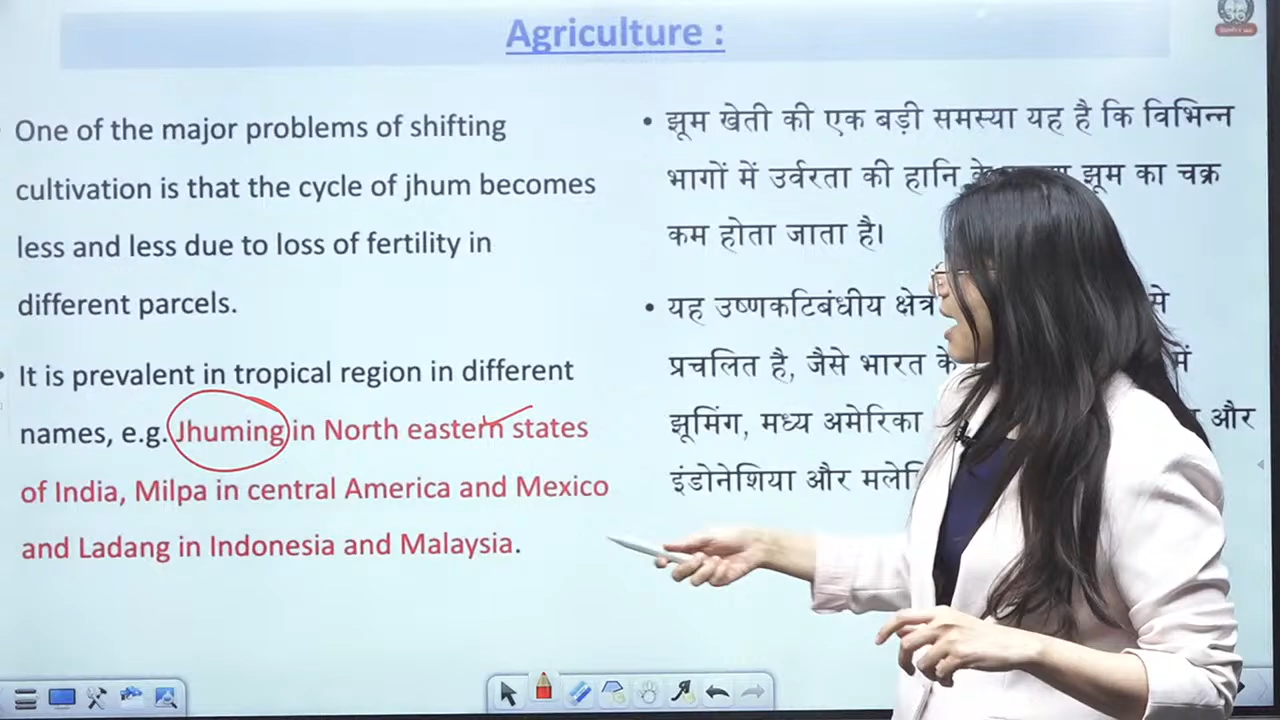 Agriculture :
One of the major problems of shifting
cultivation is that the cycle of jhum becomes
less and less due to loss of fertility in
different parcels.
It is prevalent in tropical region in different
names, e.g. Jhuming in North eastern states
of India, Milpa in central America and Mexico
and Ladang in Indonesia and Malaysia.
• झूम खेती की एक बड़ी समस्या यह है कि विभिन्न
भागों में उर्वरता की हानि के झूम का चक्र
कम होता जाता है।
• यह उष्णकटिबंधीय क्षेत्र से
प्रचलित है, जैसे भारत के में
झूमिंग, मध्य अमेरिका और
इंडोनेशिया और